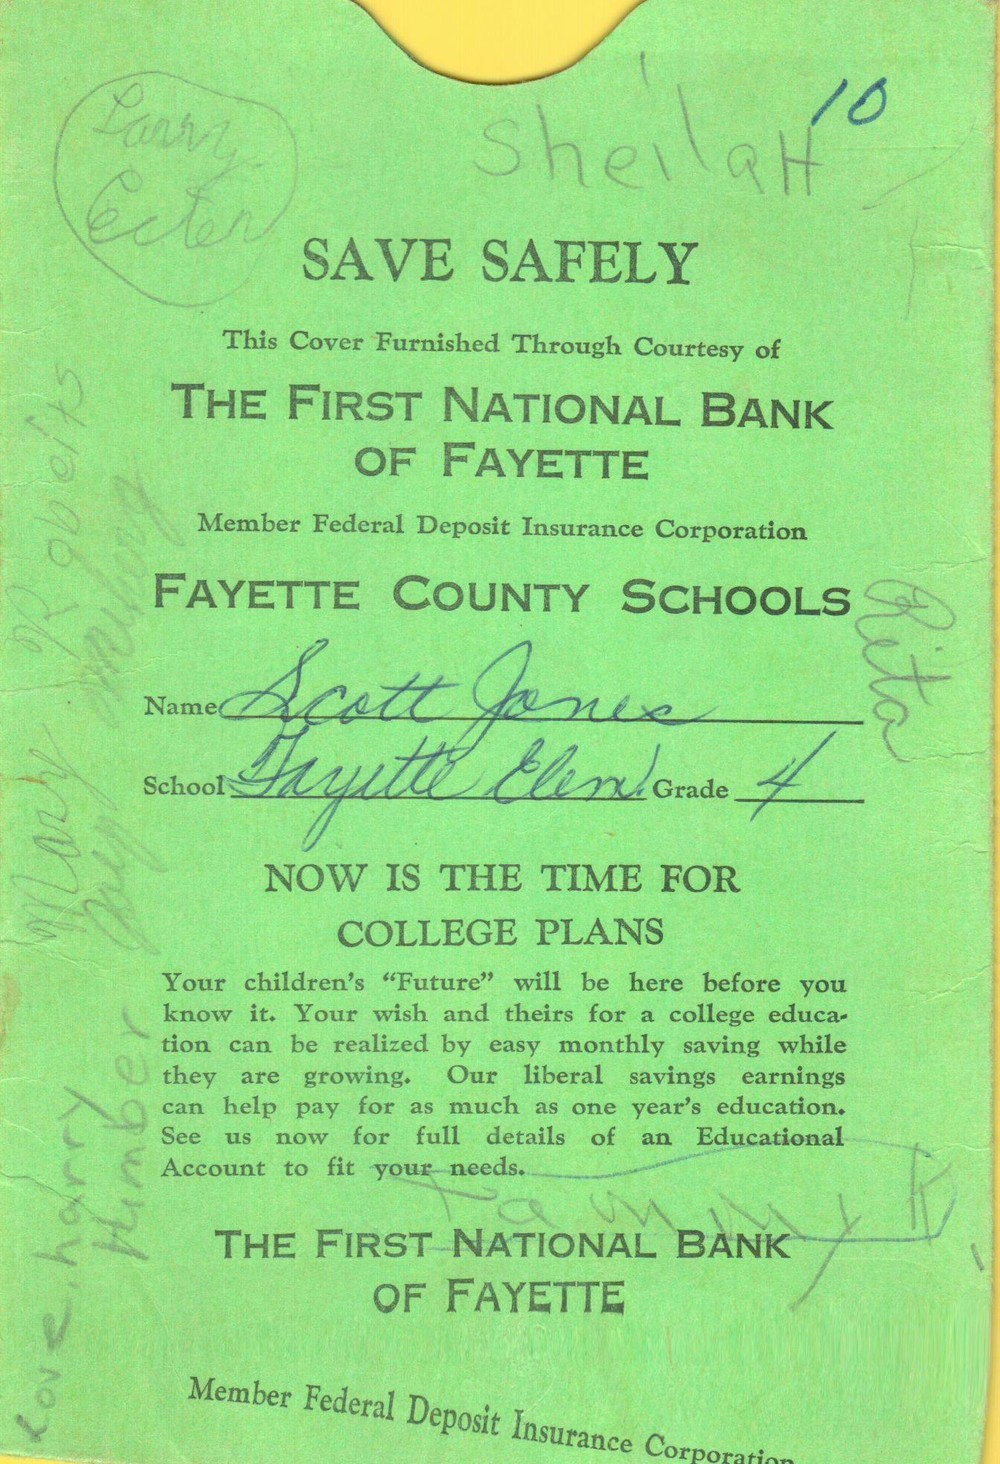 10
Larry
Ecter
SheilaH
SAVE SAFELY
This Cover Furnished Through Courtesy of
THE FIRST NATIONAL BANK
OF FAYETTE
Member Federal Deposit Insurance Corporation
FAYETTE COUNTY SCHOOLS
Rita
Name Scott Jones
School Fayette Elem. Grade 4
Mary
NOW IS THE TIME FOR
COLLEGE PLANS
Your children's "Future" will be here before you
know it. Your wish and theirs for a college educa-
tion can be realized by easy monthly saving while
they are growing. Our liberal savings earnings
can help pay for as much as one year's education.
See us now for full details of an Educational
Account to fit your needs.
Love, harry
Humber
Tammy H
THE FIRST NATIONAL BANK
OF FAYETTE
Member Federal Deposit Insurance Corporation